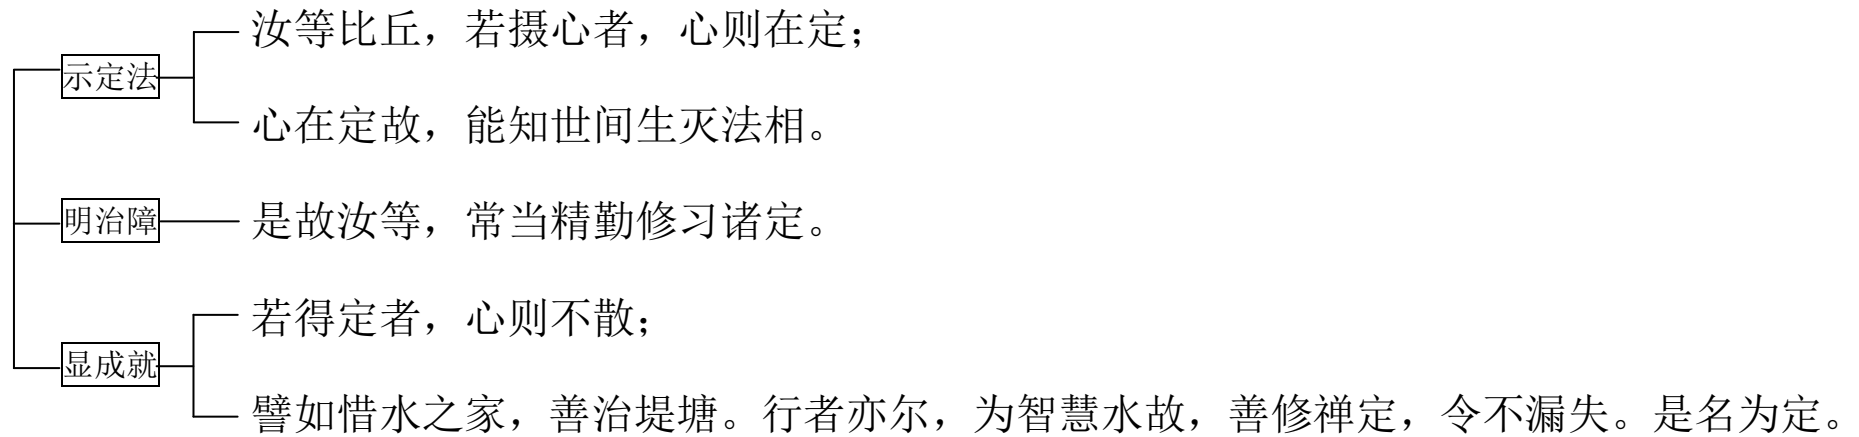 汝等比丘，若摄心者，心则在定；
示定法
心在定故，能知世间生灭法相。
明治障
是故汝等，常当精勤修习诸定。
若得定者，心则不散；
显成就
譬如惜水之家，善治堤塘。行者亦尔，为智慧水故，善修禅定，令不漏失。是名为定。